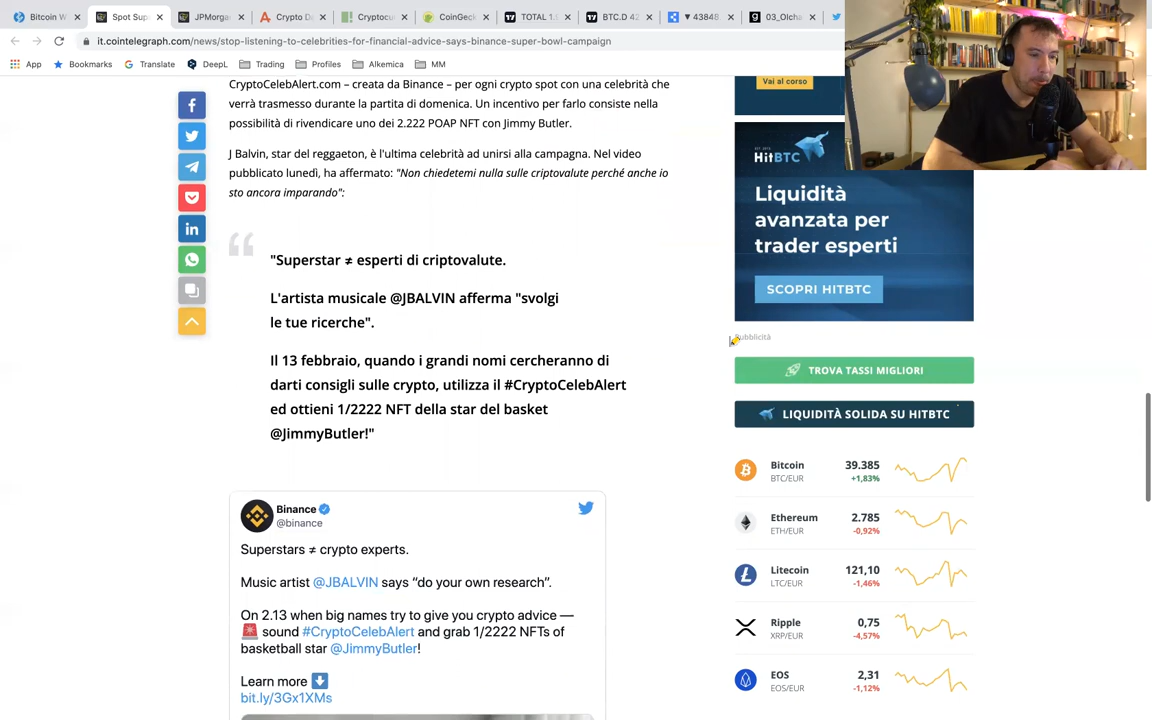 Bitcoin W
Spot Sup
JPMorga
Crypto Da
Cryptocu
CoinGeck
TOTAL 1.
BTC.D 42
▼ 43848
03_OIcha
it.cointelegraph.com/news/stop-listening-to-celebrities-for-financial-advice-says-binance-super-bowl-campaign
App
Bookmarks
Translate
DeepL
Trading
Profiles
Alkemica
MM
CryptoCelebAlert.com – creata da Binance – per ogni crypto spot con una celebrità che
verrà trasmesso durante la partita di domenica. Un incentivo per farlo consiste nella
possibilità di rivendicare uno dei 2.222 POAP NFT con Jimmy Butler.
J Balvin, star del reggaeton, è l'ultima celebrità ad unirsi alla campagna. Nel video
pubblicato lunedì, ha affermato: "Non chiedetemi nulla sulle criptovalute perché anche io
sto ancora imparando":
"Superstar ≠ esperti di criptovalute.
L'artista musicale @JBALVIN afferma "svolgi
le tue ricerche".
Il 13 febbraio, quando i grandi nomi cercheranno di
darti consigli sulle crypto, utilizza il #CryptoCelebAlert
ed ottieni 1/2222 NFT della star del basket
@JimmyButler!"
Binance
@binance
Superstars ≠ crypto experts.
Music artist @JBALVIN says “do your own research”.
On 2.13 when big names try to give you crypto advice —
🚨 sound #CryptoCelebAlert and grab 1/2222 NFTs of
basketball star @JimmyButler!
Learn more ⬇
bit.ly/3Gx1XMs
Vai al corso
HitBTC
Liquidità
avanzata per
trader esperti
SCOPRI HITBTC
Pubblicità
TROVA TASSI MIGLIORI
LIQUIDITÀ SOLIDA SU HITBTC
Bitcoin 39.385
BTC/EUR +1,83%
Ethereum 2.785
ETH/EUR -0,92%
Litecoin 121,10
LTC/EUR -1,46%
Ripple 0,75
XRP/EUR -4,57%
EOS 2,31
EOS/EUR -1,12%